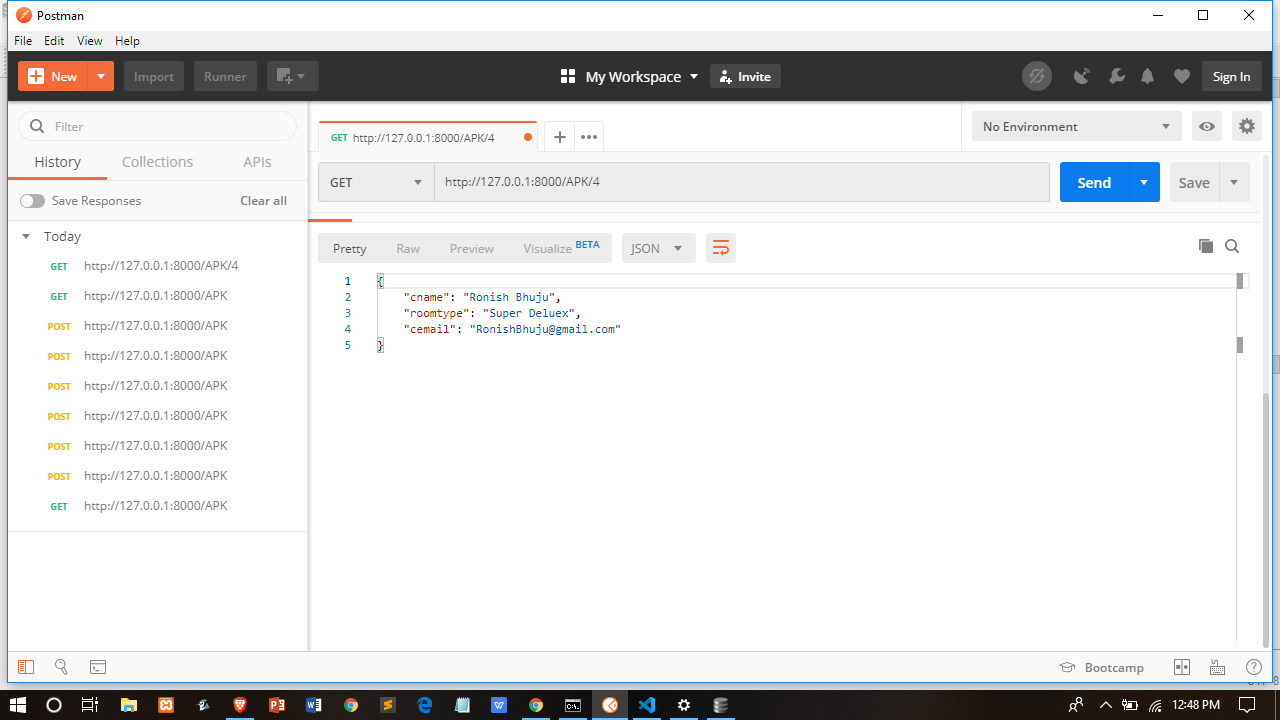 Postman
File Edit View Help
New Import Runner My Workspace Invite Sign In
Filter
History Collections APIs
Save Responses Clear all
Today
GET http://127.0.0.1:8000/APK/4
GET http://127.0.0.1:8000/APK
POST http://127.0.0.1:8000/APK
POST http://127.0.0.1:8000/APK
POST http://127.0.0.1:8000/APK
POST http://127.0.0.1:8000/APK
POST http://127.0.0.1:8000/APK
POST http://127.0.0.1:8000/APK
GET http://127.0.0.1:8000/APK
GET http://127.0.0.1:8000/APK/4
No Environment
GET http://127.0.0.1:8000/APK/4 Send Save
Pretty Raw Preview Visualize BETA JSON
1 {
2 "cname": "Ronish Bhuju",
3 "roomtype": "Super Deluex",
4 "cemail": "RonishBhuju@gmail.com"
5 }
Bootcamp
12:48 PM